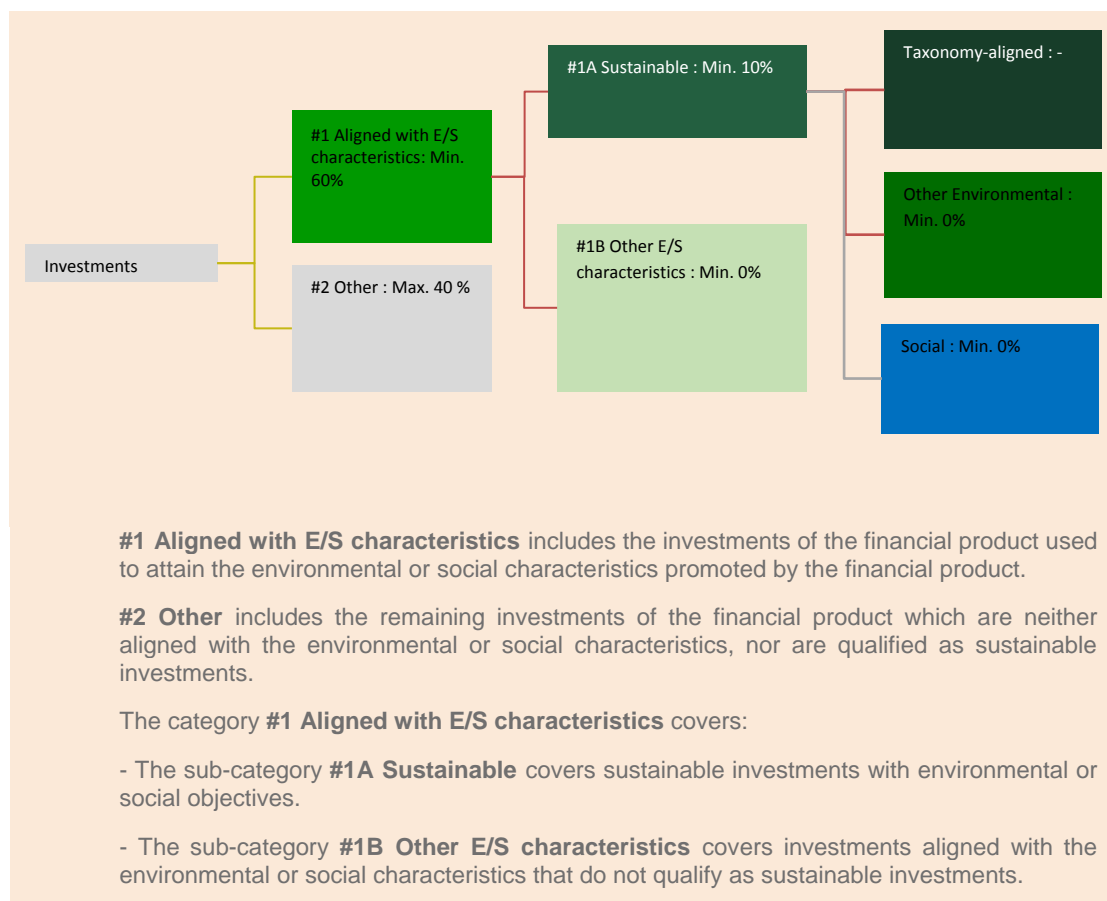 Investments
#1 Aligned with E/S
characteristics: Min.
60%
#2 Other : Max. 40 %
#1A Sustainable : Min. 10%
#1B Other E/S
characteristics : Min. 0%
Taxonomy-aligned : -
Other Environmental :
Min. 0%
Social : Min. 0%
#1 Aligned with E/S characteristics includes the investments of the financial product used
to attain the environmental or social characteristics promoted by the financial product.
#2 Other includes the remaining investments of the financial product which are neither
aligned with the environmental or social characteristics, nor are qualified as sustainable
investments.
The category #1 Aligned with E/S characteristics covers:
- The sub-category #1A Sustainable covers sustainable investments with environmental or
social objectives.
- The sub-category #1B Other E/S characteristics covers investments aligned with the
environmental or social characteristics that do not qualify as sustainable investments.